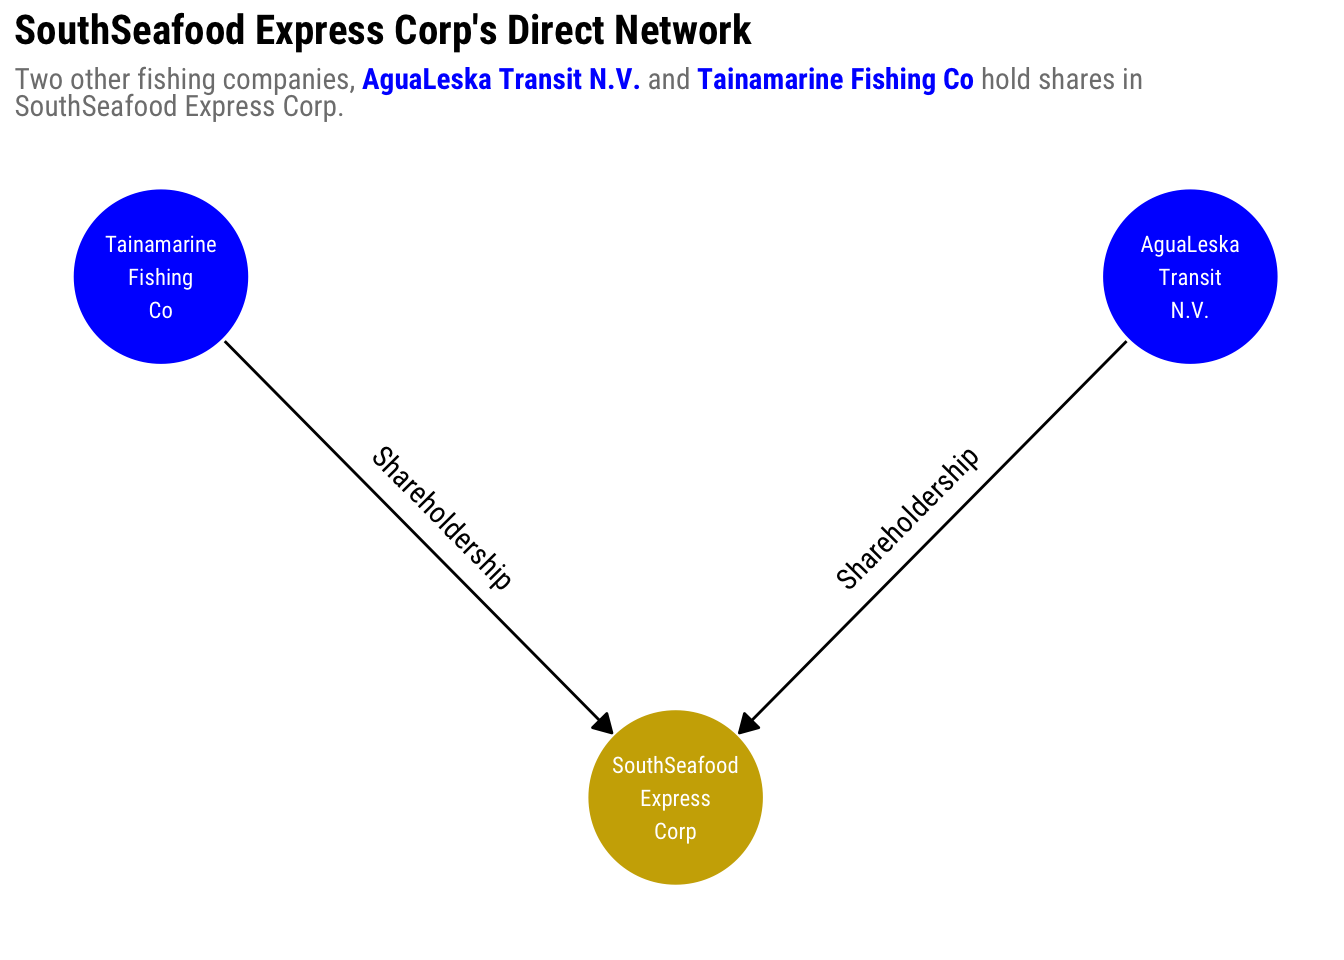 SouthSeafood Express Corp's Direct Network
Two other fishing companies, AguaLeska Transit N.V. and Tainamarine Fishing Co hold shares in
SouthSeafood Express Corp.
Tainamarine
Fishing
Co
AguaLeska
Transit
N.V.
Shareholdership
Shareholdership
SouthSeafood
Express
Corp